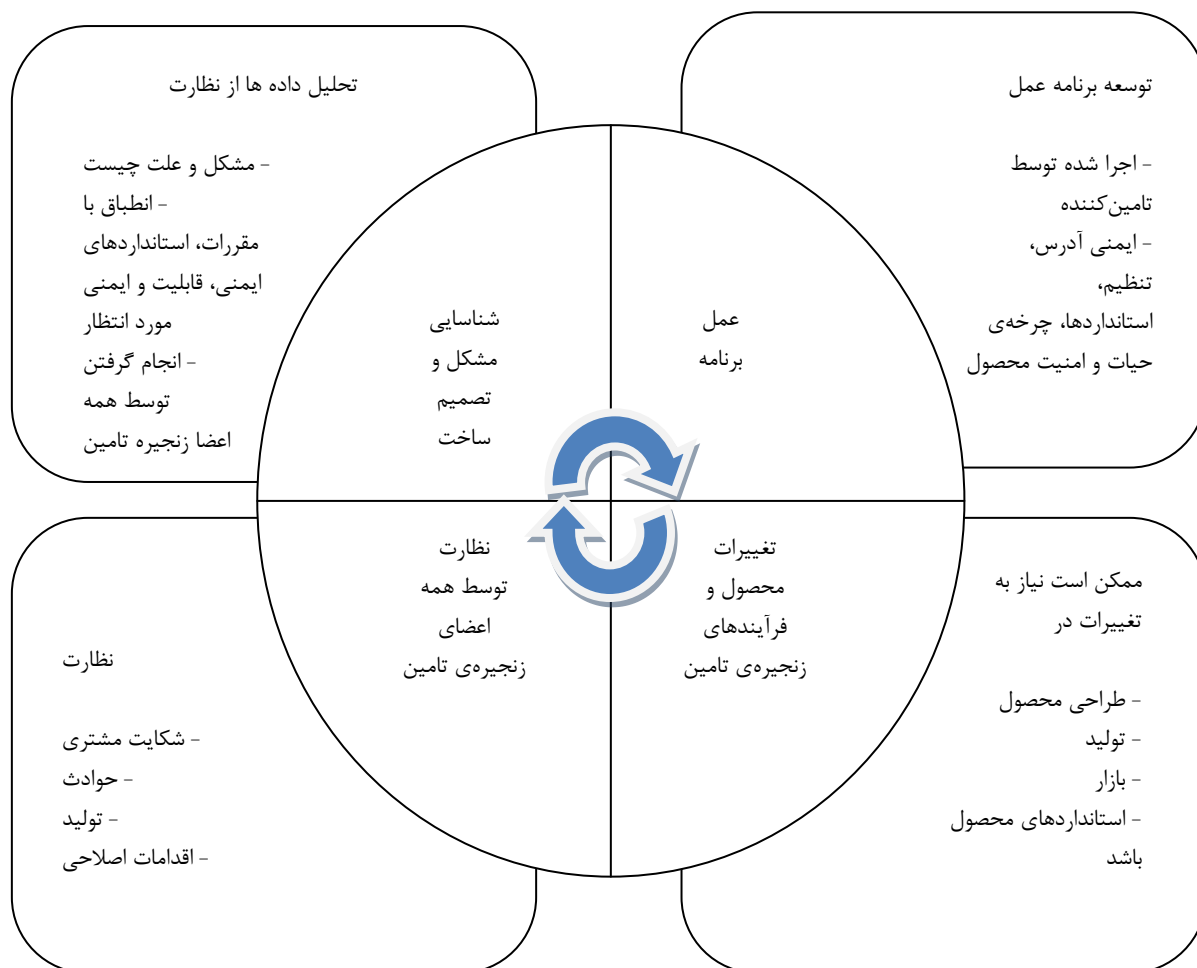 توسعه برنامه عمل
- اجرا شده توسط
تامین‌کننده
- ایمنی آدرس،
تنظیم،
استانداردها، چرخه‌ی
حیات و امنیت محصول
تحلیل داده ها از نظارت
- مشکل و علت چیست
- انطباق با
مقررات، استانداردهای
ایمنی، قابلیت و ایمنی
مورد انتظار
- انجام گرفتن
توسط همه
اعضا زنجیره تامین
عمل
برنامه
شناسایی
مشکل و
تصمیم
ساخت
تغییرات
محصول و
فرآیندهای
زنجیره‌ی تامین
نظارت
توسط همه
اعضای
زنجیره‌ی تامین
ممکن است نیاز به
تغییرات در
- طراحی محصول
- تولید
- بازار
- استانداردهای محصول
باشد
نظارت
- شکایت مشتری
- حوادث
- تولید
- اقدامات اصلاحی